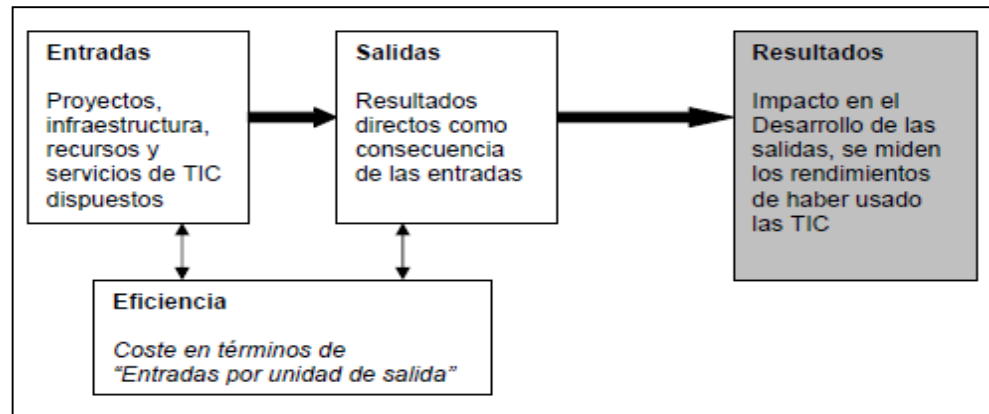 Entradas
Proyectos,
infraestructura,
recursos y
servicios de TIC
dispuestos
Salidas
Resultados
directos como
consecuencia
de las entradas
Resultados
Impacto en el
Desarrollo de las
salidas, se miden
los rendimientos
de haber usado
las TIC
Eficiencia
Coste en términos de
“Entradas por unidad de salida”